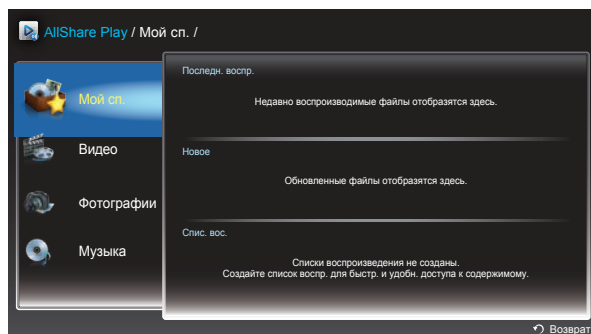 AllShare Play / Мой сп. /
Мой сп.
Видео
Фотографии
Музыка
Последн. воспр.
Недавно воспроизводимые файлы отобразятся здесь.
Новое
Обновленные файлы отобразятся здесь.
Спис. вос.
Списки воспроизведения не созданы.
Создайте список воспр. для быстр. и удобн. доступа к содержимому.
Возврат